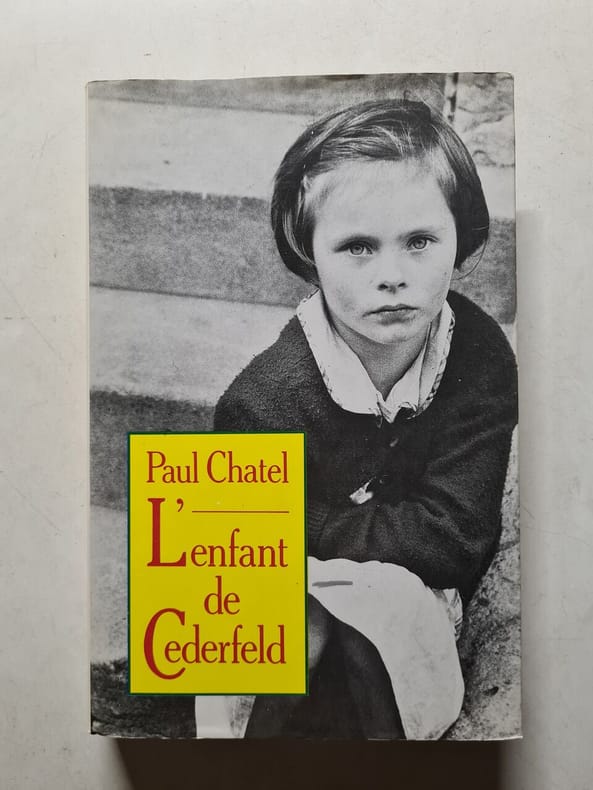 Paul Chatel
L'enfant
de
Cederfeld